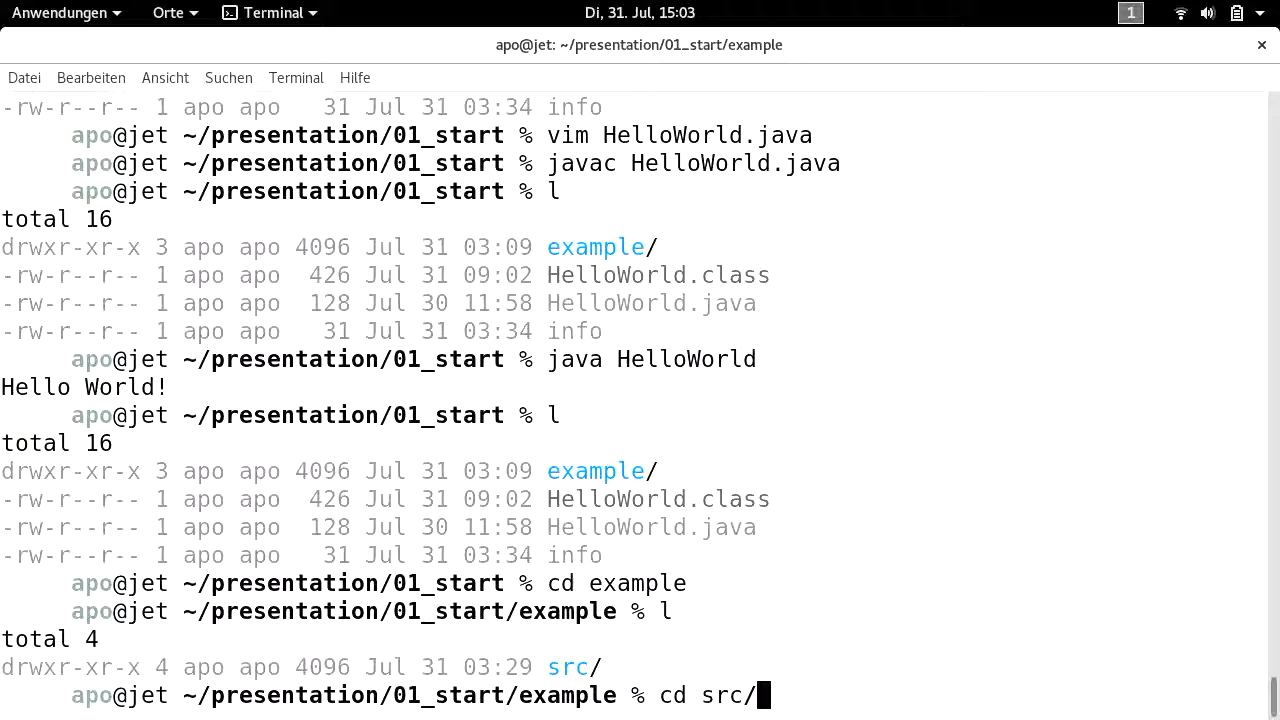 Anwendungen Orte Terminal Di, 31. Jul, 15:03 1
apo@jet: ~/presentation/01_start/example ×
Datei Bearbeiten Ansicht Suchen Terminal Hilfe
-rw-r--r-- 1 apo apo   31 Jul 31 03:34 info
apo@jet ~/presentation/01_start % vim HelloWorld.java
apo@jet ~/presentation/01_start % javac HelloWorld.java
apo@jet ~/presentation/01_start % l
total 16
drwxr-xr-x 3 apo apo 4096 Jul 31 03:09 example/
-rw-r--r-- 1 apo apo  426 Jul 31 09:02 HelloWorld.class
-rw-r--r-- 1 apo apo  128 Jul 30 11:58 HelloWorld.java
-rw-r--r-- 1 apo apo   31 Jul 31 03:34 info
apo@jet ~/presentation/01_start % java HelloWorld
Hello World!
apo@jet ~/presentation/01_start % l
total 16
drwxr-xr-x 3 apo apo 4096 Jul 31 03:09 example/
-rw-r--r-- 1 apo apo  426 Jul 31 09:02 HelloWorld.class
-rw-r--r-- 1 apo apo  128 Jul 30 11:58 HelloWorld.java
-rw-r--r-- 1 apo apo   31 Jul 31 03:34 info
apo@jet ~/presentation/01_start % cd example
apo@jet ~/presentation/01_start/example % l
total 4
drwxr-xr-x 4 apo apo 4096 Jul 31 03:29 src/
apo@jet ~/presentation/01_start/example % cd src/